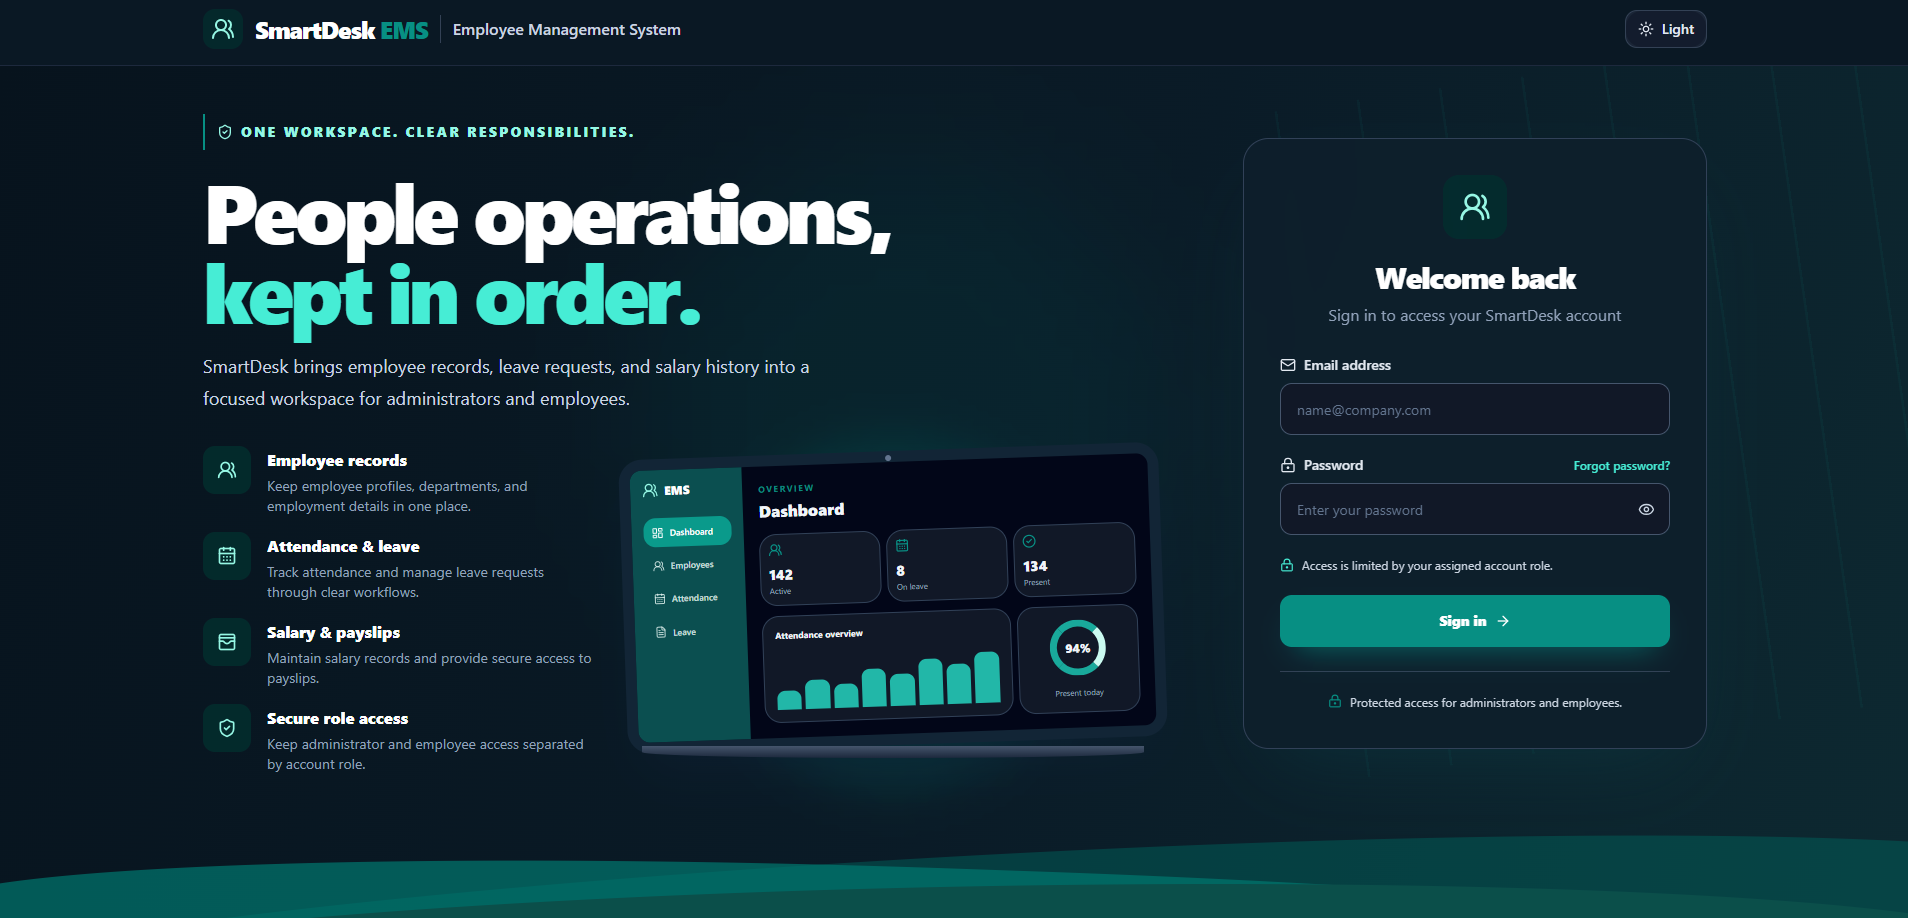 SmartDesk EMS
Employee Management System
Light
ONE WORKSPACE. CLEAR RESPONSIBILITIES.
People operations,
kept in order.
SmartDesk brings employee records, leave requests, and salary history into a
focused workspace for administrators and employees.
Employee records
Keep employee profiles, departments, and
employment details in one place.
Attendance & leave
Track attendance and manage leave requests
through clear workflows.
Salary & payslips
Maintain salary records and provide secure access to
payslips.
Secure role access
Keep administrator and employee access separated
by account role.
EMS
Dashboard
Employees
Attendance
Leave
OVERVIEW
Dashboard
142
Active
8
On leave
134
Present
Attendance overview
94%
Present today
Welcome back
Sign in to access your SmartDesk account
Email address
name@company.com
Password
Forgot password?
Enter your password
Access is limited by your assigned account role.
Sign in →
Protected access for administrators and employees.